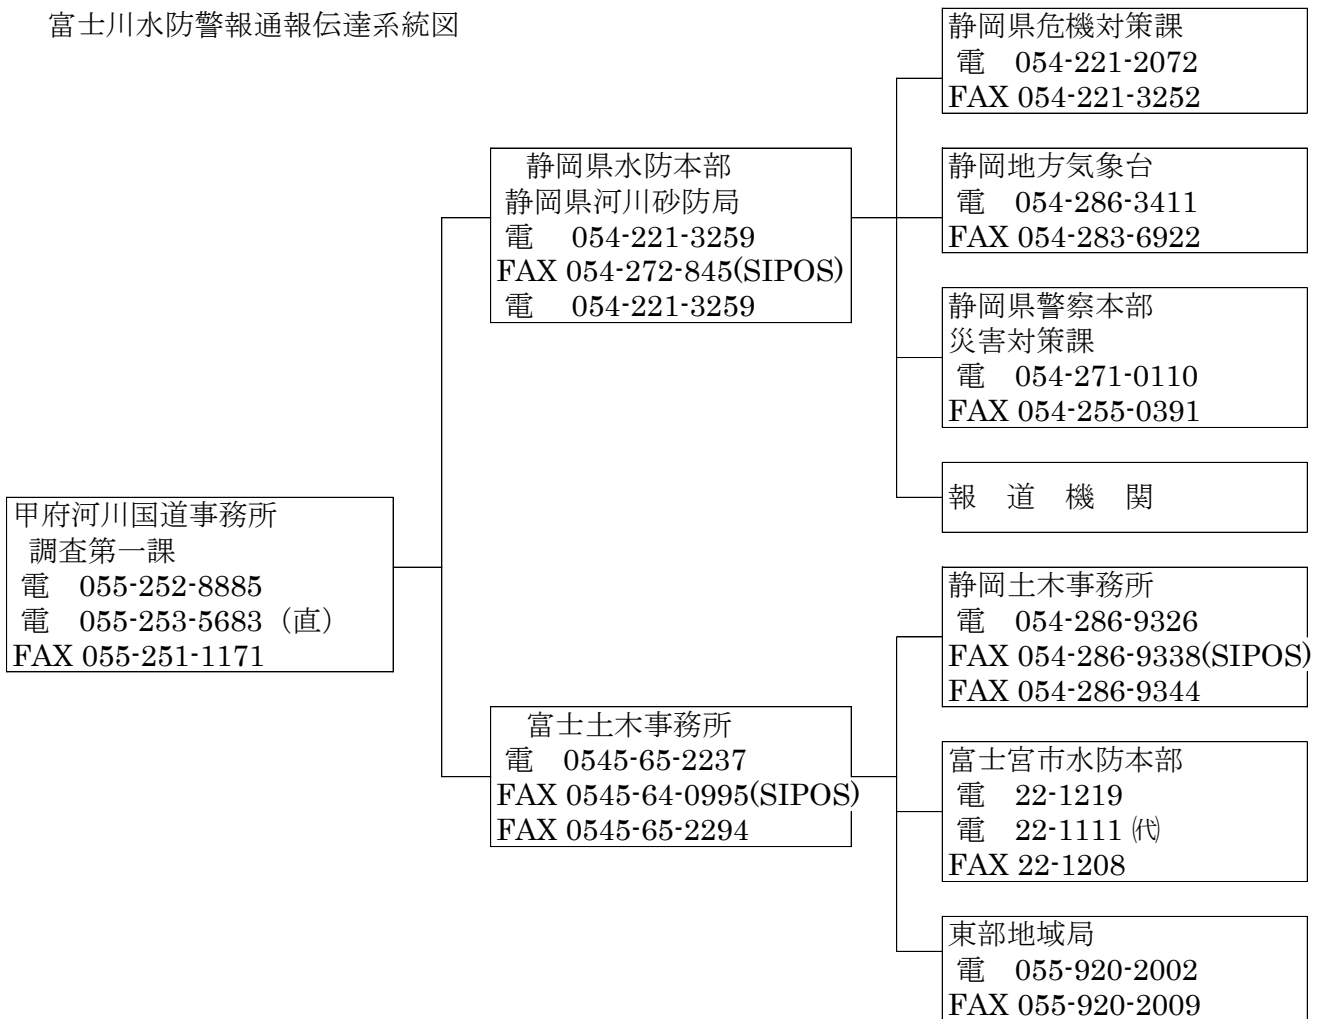 富士川水防警報通報伝達系統図
甲府河川国道事務所
調査第一課
電 055-252-8885
電 055-253-5683（直）
FAX 055-251-1171
静岡県水防本部
静岡県河川砂防局
電 054-221-3259
FAX 054-272-845(SIPOS)
電 054-221-3259
富士土木事務所
電 0545-65-2237
FAX 0545-64-0995(SIPOS)
FAX 0545-65-2294
静岡県危機対策課
電 054-221-2072
FAX 054-221-3252
静岡地方気象台
電 054-286-3411
FAX 054-283-6922
静岡県警察本部
災害対策課
電 054-271-0110
FAX 054-255-0391
報 道 機 関
静岡土木事務所
電 054-286-9326
FAX 054-286-9338(SIPOS)
FAX 054-286-9344
富士宮市水防本部
電 22-1219
電 22-1111㈹
FAX 22-1208
東部地域局
電 055-920-2002
FAX 055-920-2009